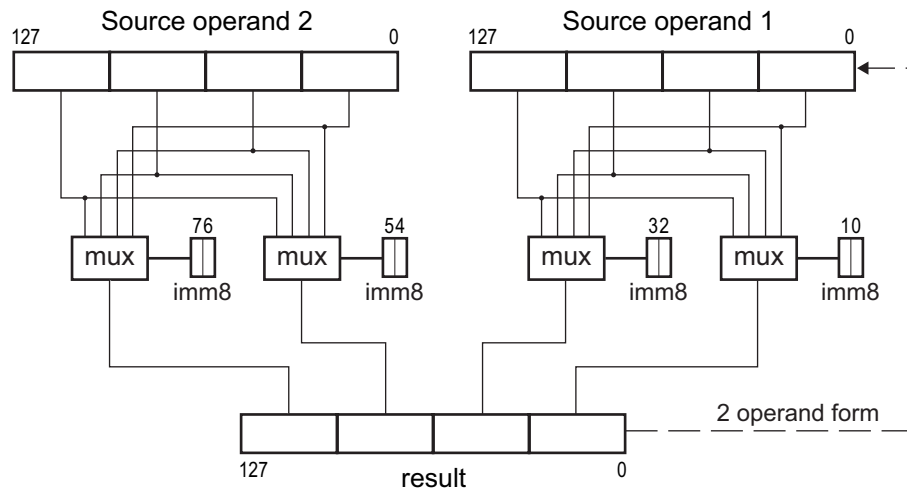 Source operand 2 Source operand 1
127 0 127 0
76 54 32 10
mux mux mux mux
imm8 imm8 imm8 imm8
2 operand form
127 0
result